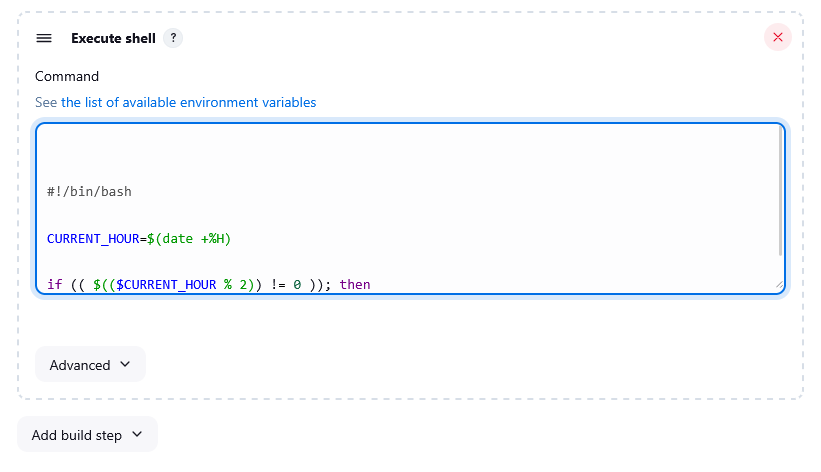 Execute shell ?
Command
See the list of available environment variables
#!/bin/bash
CURRENT_HOUR=$(date +%H)
if (( $(($CURRENT_HOUR % 2)) != 0 )); then
Advanced
Add build step